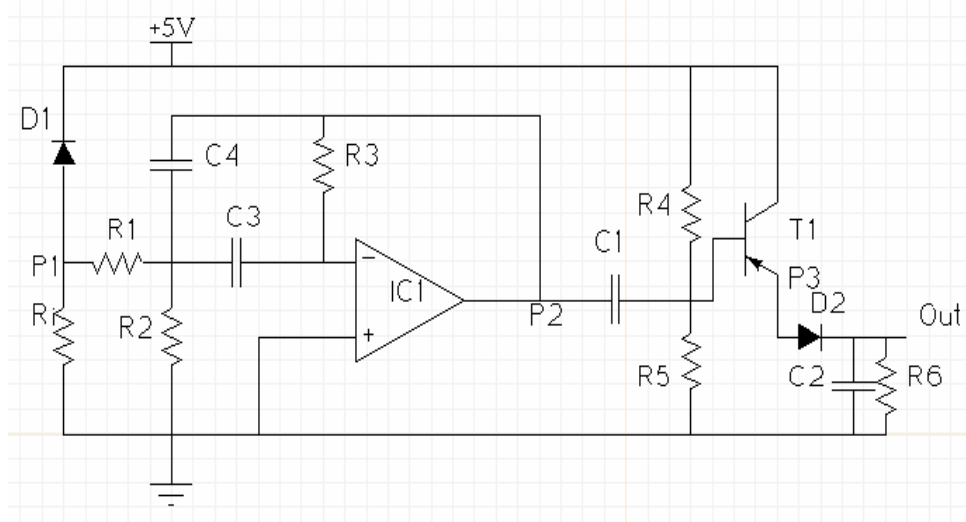 +5V
D1
C4
R3
R1
C3
R4
T1
C1
P1
IC1
P3
Ri
R2
P2
D2
Out
R5
C2
R6
−
+